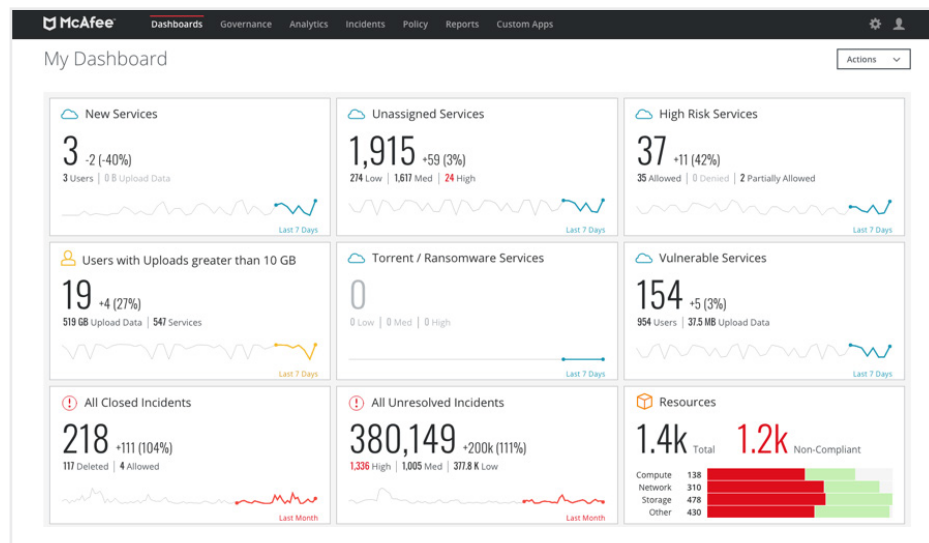 McAfee Dashboards Governance Analytics Incidents Policy Reports Custom Apps
My Dashboard
Actions
New Services
3 -2 (-40%)
3 Users | 0 B Upload Data
Last 7 Days
Unassigned Services
1,915 +59 (3%)
274 Low | 1,617 Med | 24 High
Last 7 Days
High Risk Services
37 +11 (42%)
35 Allowed | 0 Denied | 2 Partially Allowed
Last 7 Days
Users with Uploads greater than 10 GB
19 +4 (27%)
519 GB Upload Data | 547 Services
Last 7 Days
Torrent / Ransomware Services
0
0 Low | 0 Med | 0 High
Last 7 Days
Vulnerable Services
154 +5 (3%)
954 Users | 37.5 MB Upload Data
Last 7 Days
All Closed Incidents
218 +111 (104%)
117 Deleted | 4 Allowed
Last Month
All Unresolved Incidents
380,149 +200k (111%)
1,336 High | 1,005 Med | 377.8 K Low
Last Month
Resources
1.4k Total 1.2k Non-Compliant
Compute 138
Network 310
Storage 478
Other 430